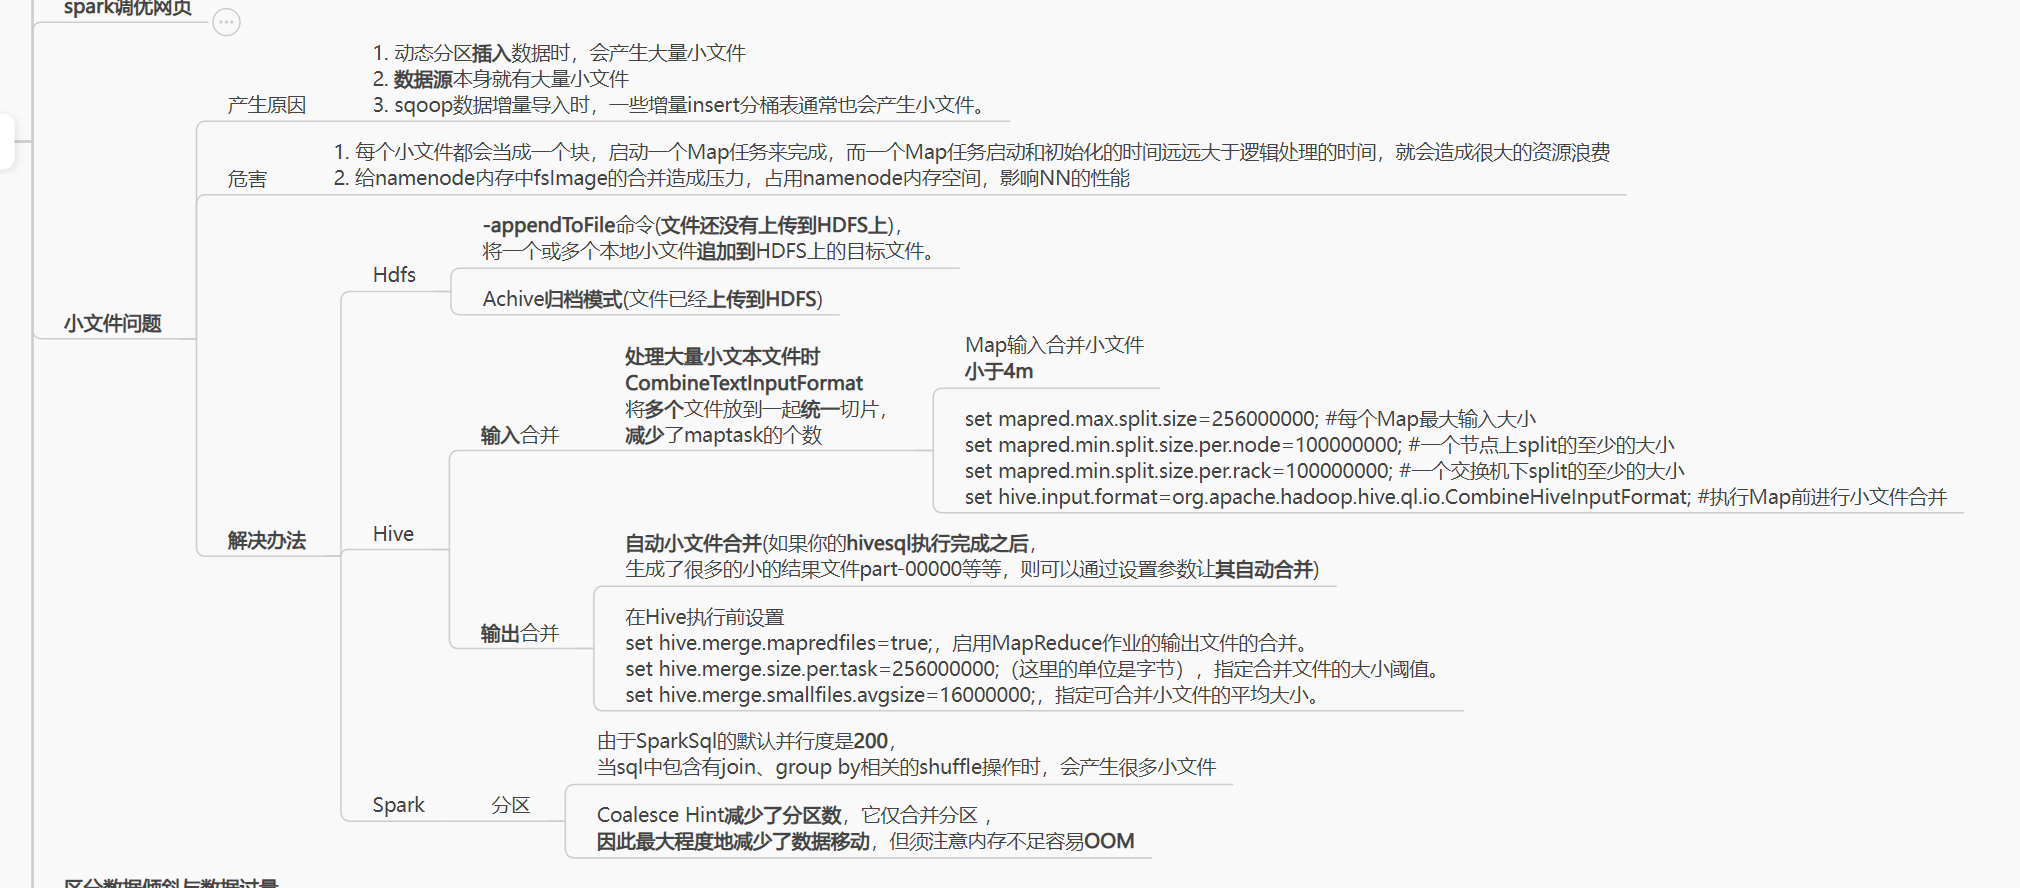 spark调优网页
1. 动态分区插入数据时，会产生大量小文件
2. 数据源本身就有大量小文件
3. sqoop数据增量导入时，一些增量insert分桶表通常也会产生小文件。
产生原因
1. 每个小文件都会当成一个块，启动一个Map任务来完成，而一个Map任务启动和初始化的时间远远大于逻辑处理的时间，就会造成很大的资源浪费
2. 给namenode内存中fsImage的合并造成压力，占用namenode内存空间，影响NN的性能
危害
小文件问题
解决办法
Hdfs
-appendToFile命令(文件还没有上传到HDFS上)，
将一个或多个本地小文件追加到HDFS上的目标文件。
Achive归档模式(文件已经上传到HDFS)
Hive
输入合并
处理大量小文本文件时
CombineTextInputFormat
将多个文件放到一起统一切片，
减少了maptask的个数
Map输入合并小文件
小于4m
set mapred.max.split.size=256000000; #每个Map最大输入大小
set mapred.min.split.size.per.node=100000000; #一个节点上split的至少的大小
set mapred.min.split.size.per.rack=100000000; #一个交换机下split的至少的大小
set hive.input.format=org.apache.hadoop.hive.ql.io.CombineHiveInputFormat; #执行Map前进行小文件合并
输出合并
自动小文件合并(如果你的hivesql执行完成之后，
生成了很多的小的结果文件part-00000等等，则可以通过设置参数让其自动合并)
在Hive执行前设置
set hive.merge.mapredfiles=true;，启用MapReduce作业的输出文件的合并。
set hive.merge.size.per.task=256000000;（这里的单位是字节），指定合并文件的大小阈值。
set hive.merge.smallfiles.avgsize=16000000;，指定可合并小文件的平均大小。
Spark
分区
由于SparkSql的默认并行度是200，
当sql中包含有join、group by相关的shuffle操作时，会产生很多小文件
Coalesce Hint减少了分区数，它仅合并分区 ，
因此最大程度地减少了数据移动，但须注意内存不足容易OOM
区分数据倾斜与数据过量